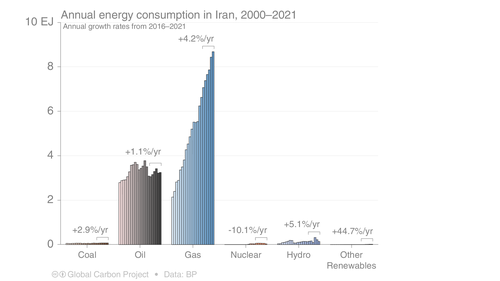 Annual energy consumption in Iran, 2000–2021
10 EJ
Annual growth rates from 2016–2021
+4.2%/yr
8
6
4
+1.1%/yr
2
+2.9%/yr
-10.1%/yr
+5.1%/yr
+44.7%/yr
0
Coal
Oil
Gas
Nuclear
Hydro
Other
Renewables
Global Carbon Project • Data: BP